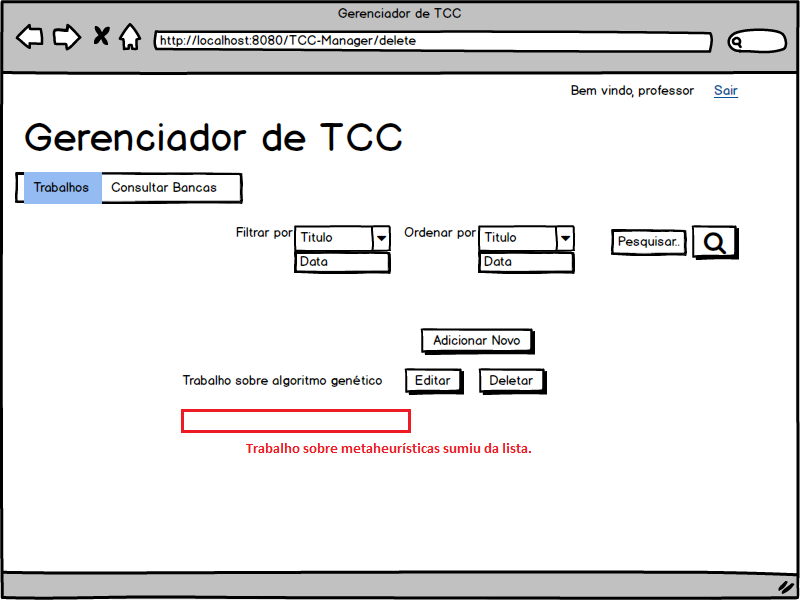 Gerenciador de TCC
http://localhost:8080/TCC-Manager/delete
Bem vindo, professor Sair
Gerenciador de TCC
Trabalhos Consultar Bancas
Filtrar por Titulo Ordenar por Titulo Pesquisar..
Data Data
Adicionar Novo
Trabalho sobre algoritmo genético Editar Deletar
Trabalho sobre metaheurísticas sumiu da lista.